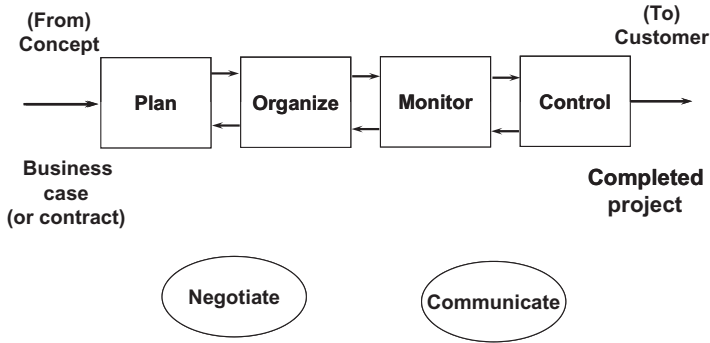 (From)
Concept
(To)
Customer
Plan
Organize
Monitor
Control
Business
case
(or contract)
Completed
project
Negotiate
Communicate